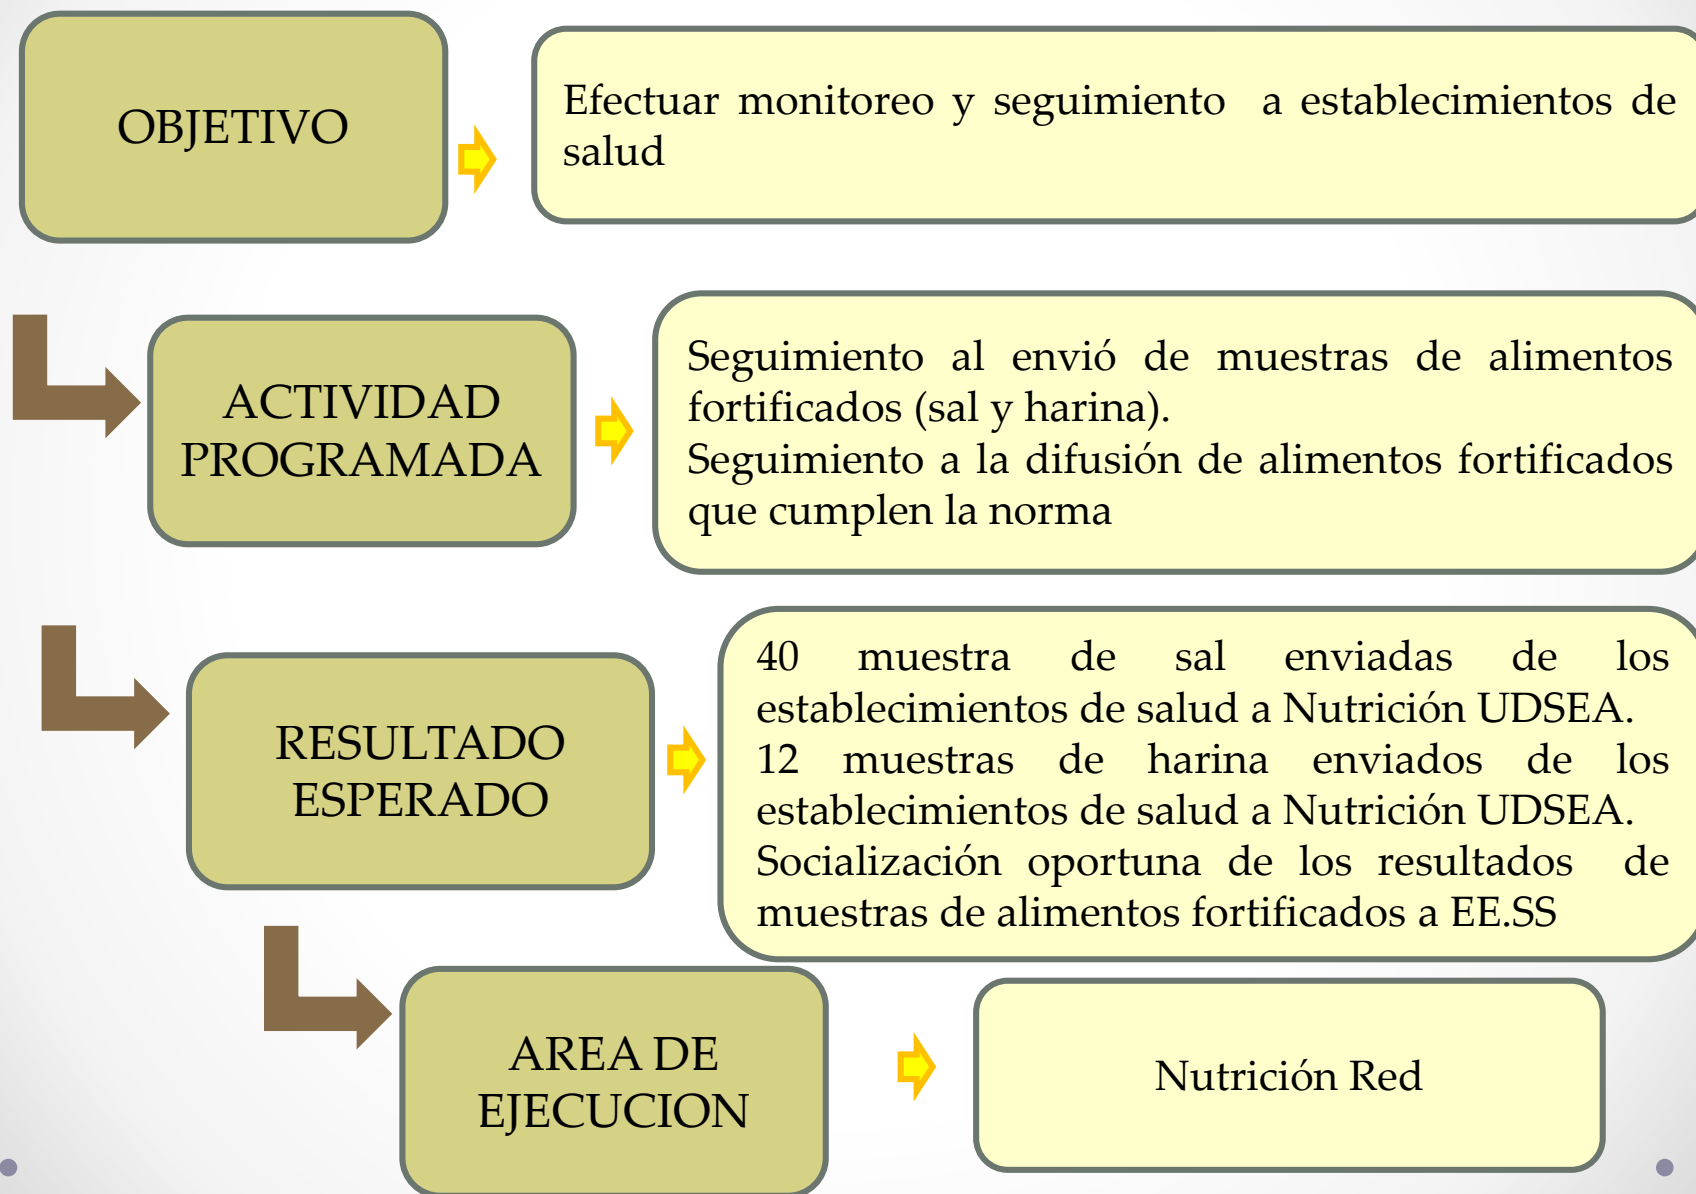 OBJETIVO
Efectuar monitoreo y seguimiento a establecimientos de
salud
ACTIVIDAD
PROGRAMADA
Seguimiento al envió de muestras de alimentos
fortificados (sal y harina).
Seguimiento a la difusión de alimentos fortificados
que cumplen la norma
RESULTADO
ESPERADO
40 muestra de sal enviadas de los
establecimientos de salud a Nutrición UDSEA.
12 muestras de harina enviados de los
establecimientos de salud a Nutrición UDSEA.
Socialización oportuna de los resultados de
muestras de alimentos fortificados a EE.SS
AREA DE
EJECUCION
Nutrición Red